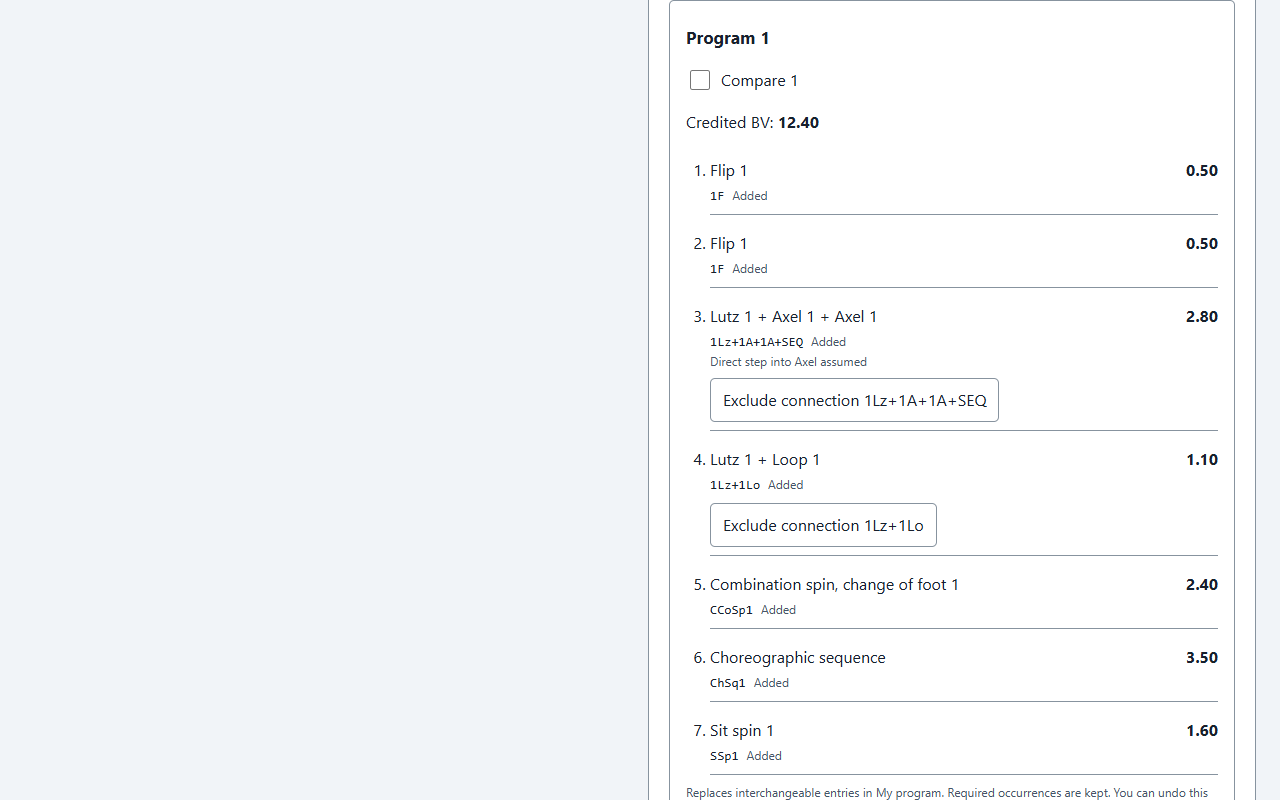 Program 1
Compare 1
Credited BV: 12.40
1. Flip 1 0.50
1F Added
2. Flip 1 0.50
1F Added
3. Lutz 1 + Axel 1 + Axel 1 2.80
1Lz+1A+1A+SEQ Added
Direct step into Axel assumed
Exclude connection 1Lz+1A+1A+SEQ
4. Lutz 1 + Loop 1 1.10
1Lz+1Lo Added
Exclude connection 1Lz+1Lo
5. Combination spin, change of foot 1 2.40
CCoSp1 Added
6. Choreographic sequence 3.50
ChSq1 Added
7. Sit spin 1 1.60
SSp1 Added
Replaces interchangeable entries in My program. Required occurrences are kept. You can undo this